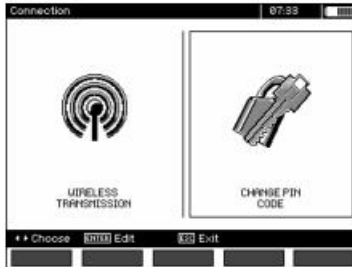 Connection 07:33
WIRELESS
TRANSMISSION
CHANGE PIN
CODE
Choose ENTER Edit ESC Exit